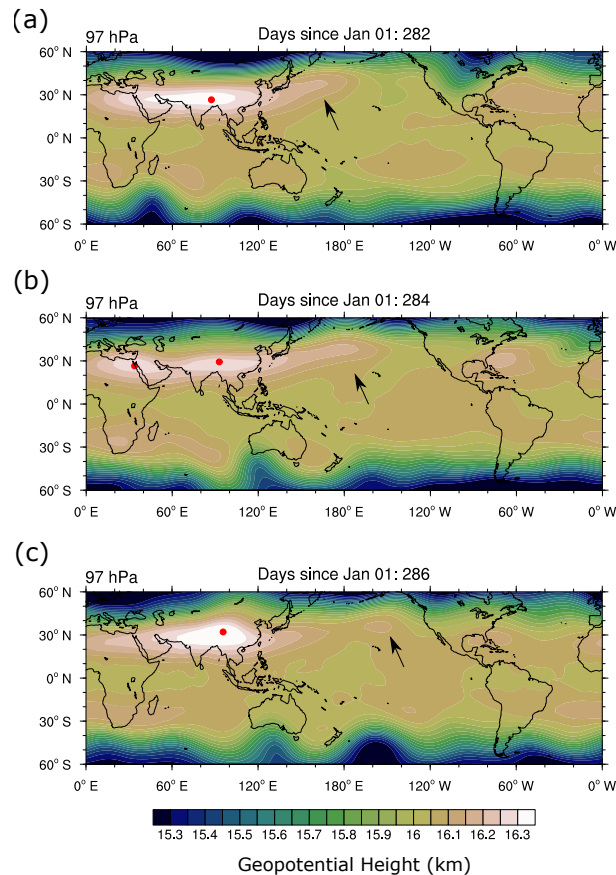 (a)
97 hPa Days since Jan 01: 282
60° N
30° N
0° N
30° S
60° S
0° E 60° E 120° E 180° E 120° W 60° W 0° W
(b)
97 hPa Days since Jan 01: 284
60° N
30° N
0° N
30° S
60° S
0° E 60° E 120° E 180° E 120° W 60° W 0° W
(c)
97 hPa Days since Jan 01: 286
60° N
30° N
0° N
30° S
60° S
0° E 60° E 120° E 180° E 120° W 60° W 0° W
15.3 15.4 15.5 15.6 15.7 15.8 15.9 16 16.1 16.2 16.3
Geopotential Height (km)